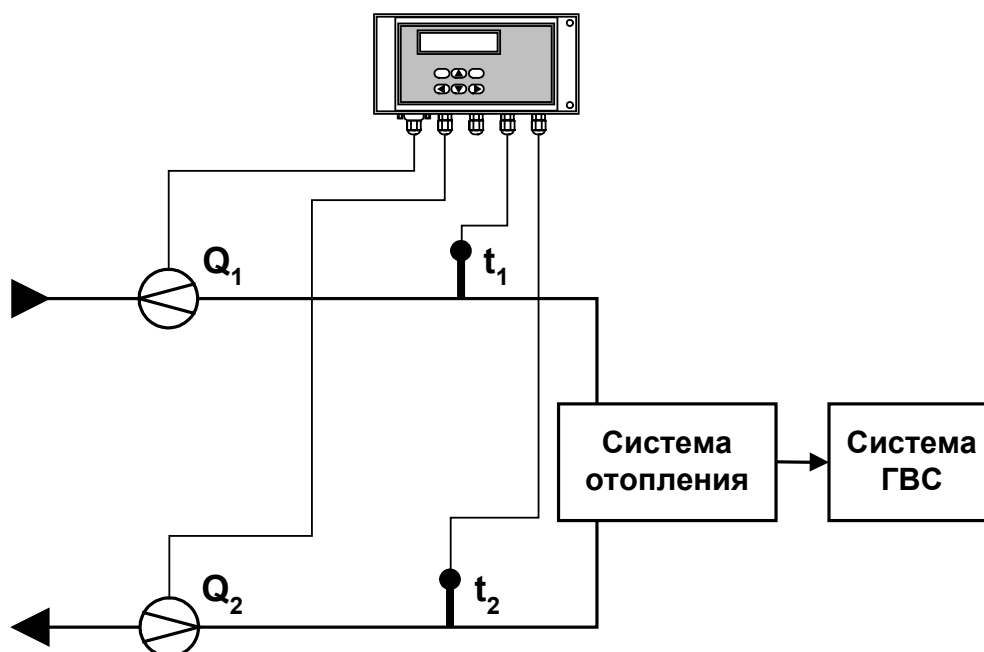 Q₁
t₁
Система
отопления
Система
ГВС
Q₂
t₂